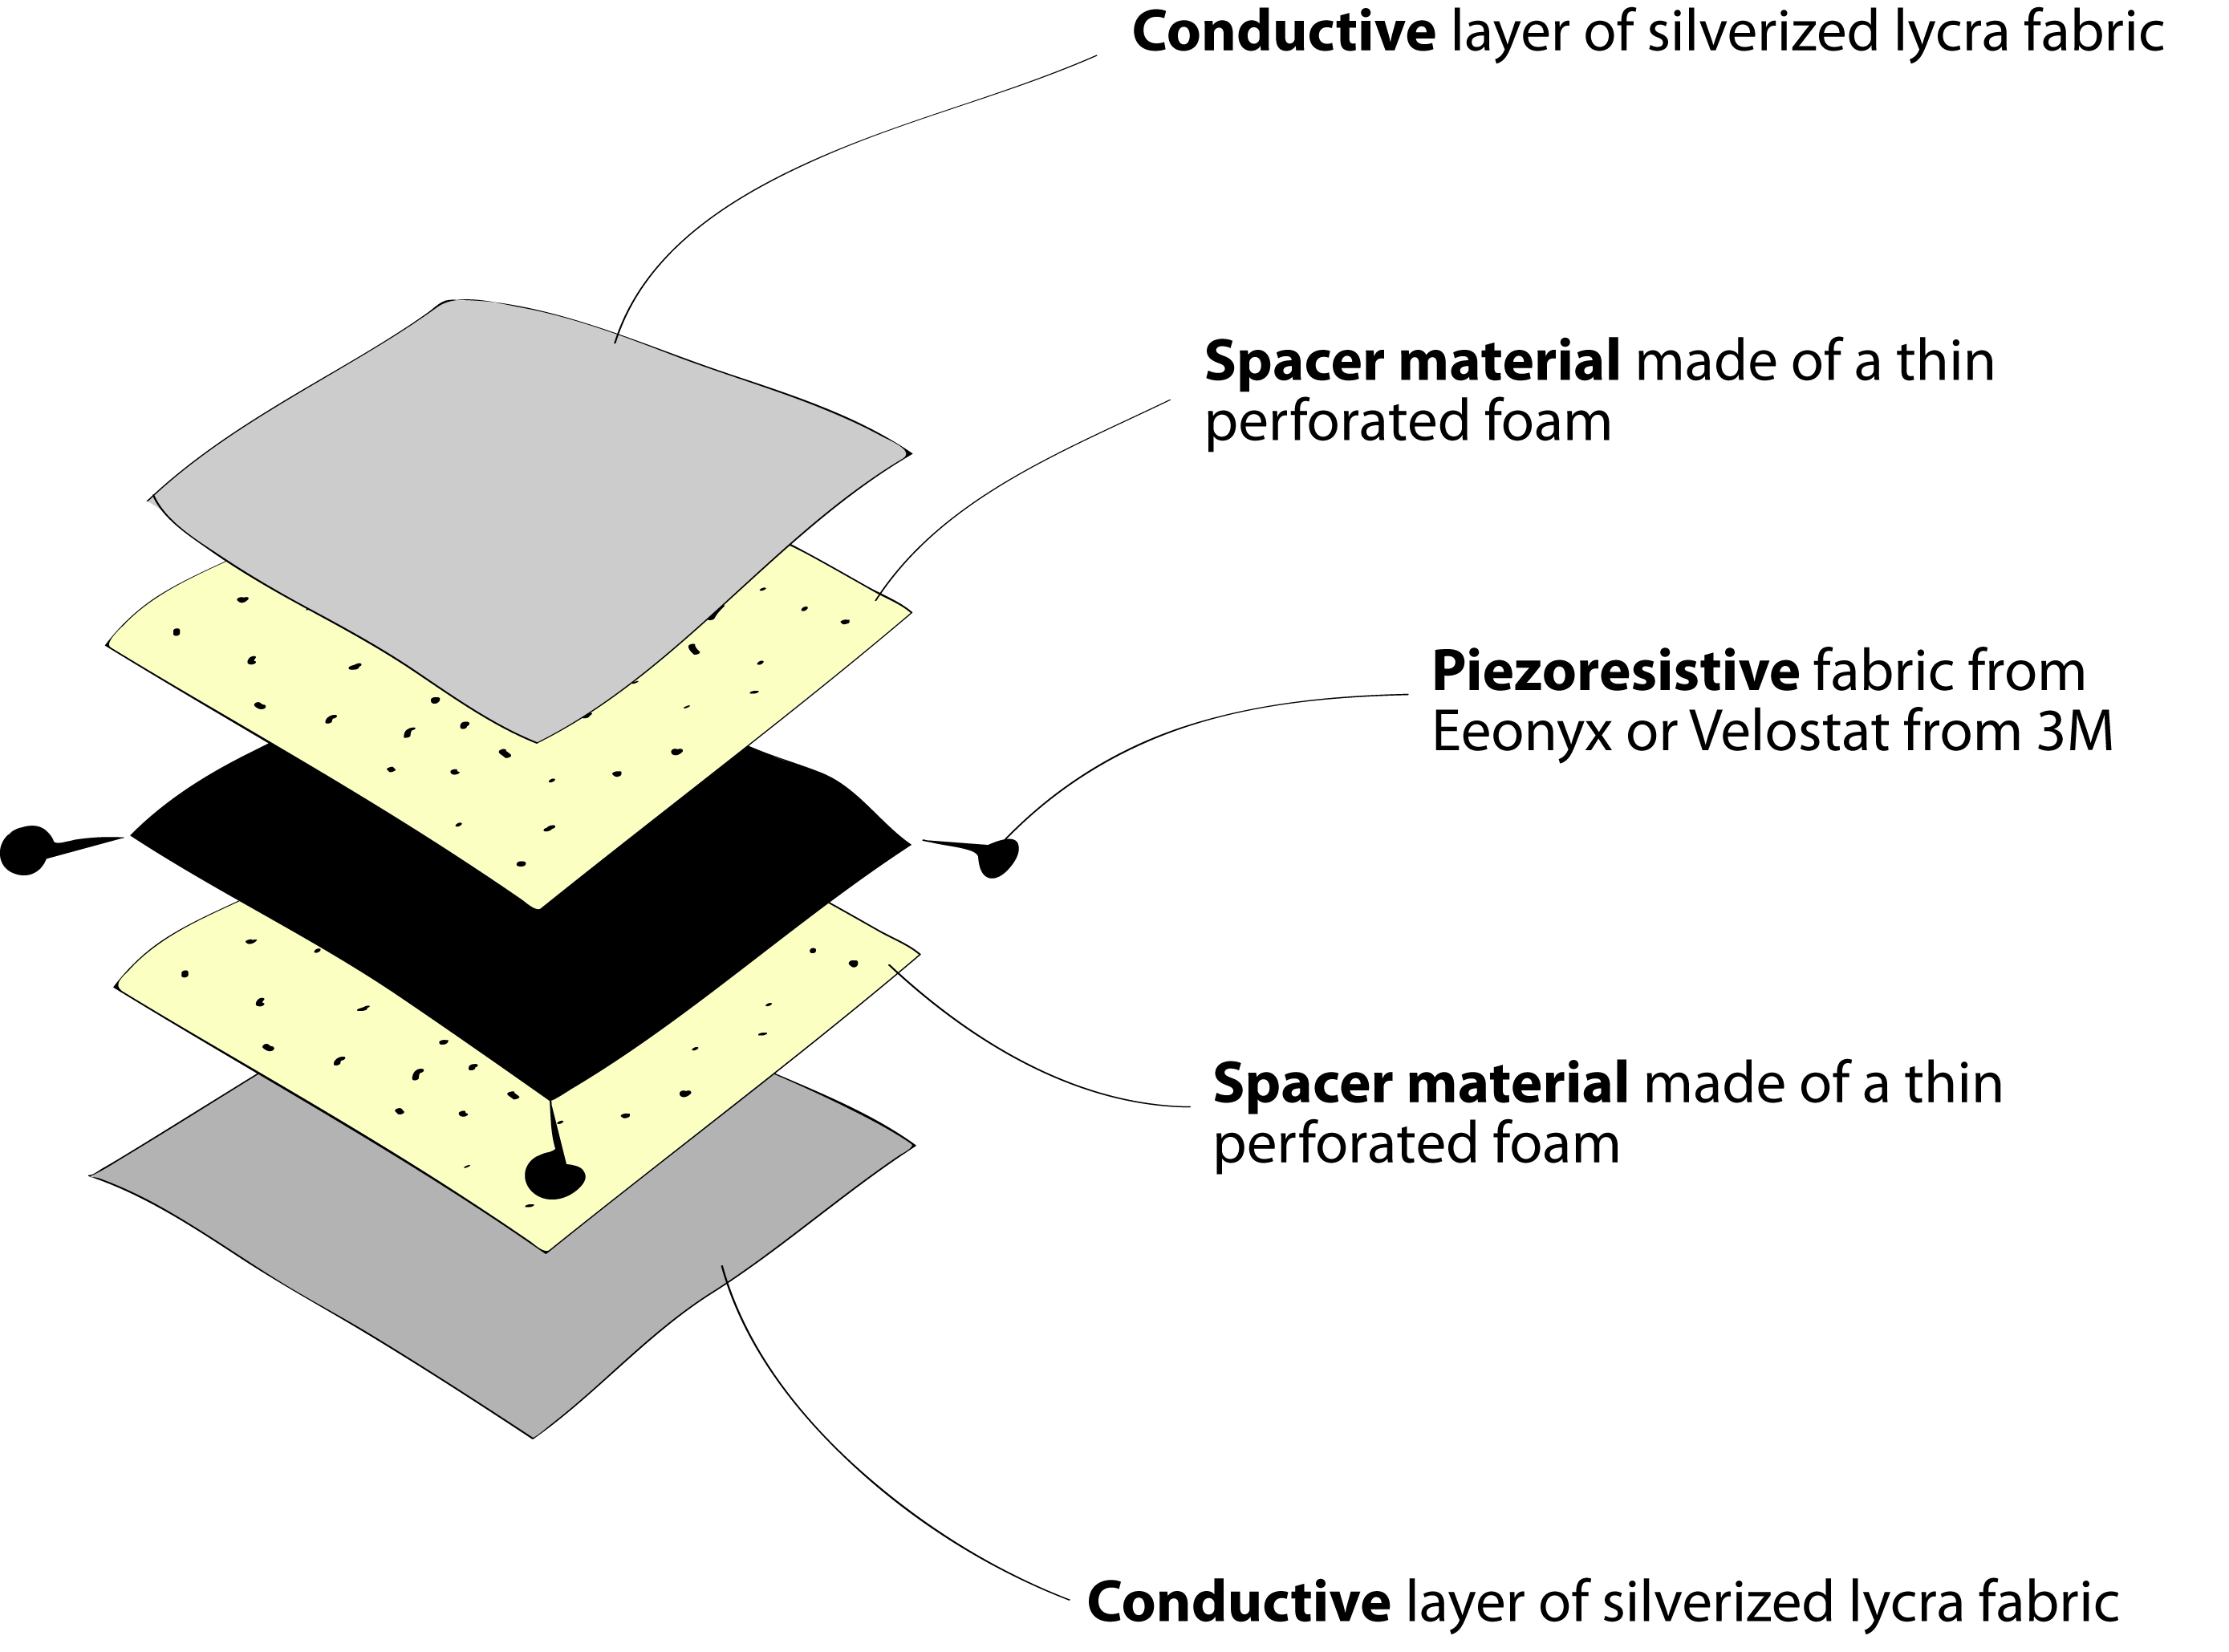 Conductive layer of silverized lycra fabric
Spacer material made of a thin
perforated foam
Piezoresistive fabric from
Eeonyx or Velostat from 3M
Spacer material made of a thin
perforated foam
Conductive layer of silverized lycra fabric